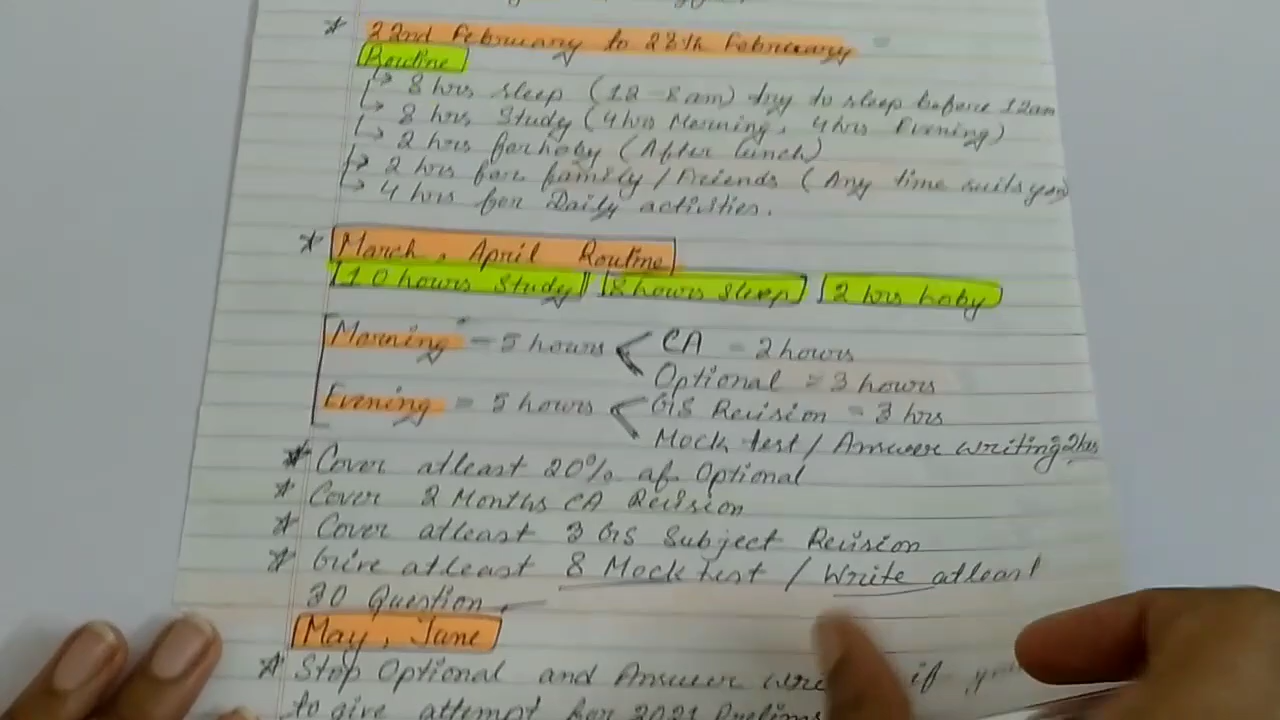 * 22nd February to 28th February
Routine
→ 8 hrs sleep (12-8am) try to sleep before 12am
→ 8 hrs Study (4hrs Morning, 4hrs Evening)
→ 2 hrs for hoby (After Lunch)
→ 2 hrs for family/Friends (Any time suits you)
→ 4 hrs for Daily activities.
* March, April Routine
10 hours Study 8 hours sleep 2 hrs hoby
Morning - 5 hours < CA = 2 hours
Optional = 3 hours
Evening = 5 hours < GS Revision = 3 hrs
Mock test/Answer writing 2hrs
* Cover atleast 20% of Optional
* Cover 2 Months CA Revision
* Cover atleast 3 GS Subject Revision
* Give atleast 8 Mock test / Write atleast
30 Question.
May, June
* Stop Optional and Answer if
to give attempt for 2021 Prelims